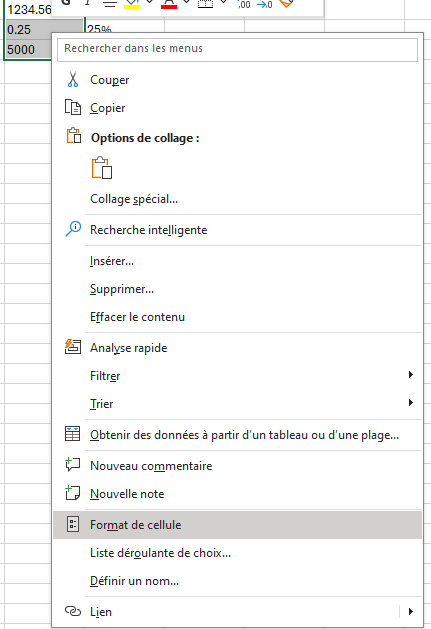 1234.56
0.25 25%
5000
Rechercher dans les menus
Couper
Copier
Options de collage :
Collage spécial...
Recherche intelligente
Insérer...
Supprimer...
Effacer le contenu
Analyse rapide
Filtrer
Trier
Obtenir des données à partir d'un tableau ou d'une plage...
Nouveau commentaire
Nouvelle note
Format de cellule
Liste déroulante de choix...
Définir un nom...
Lien